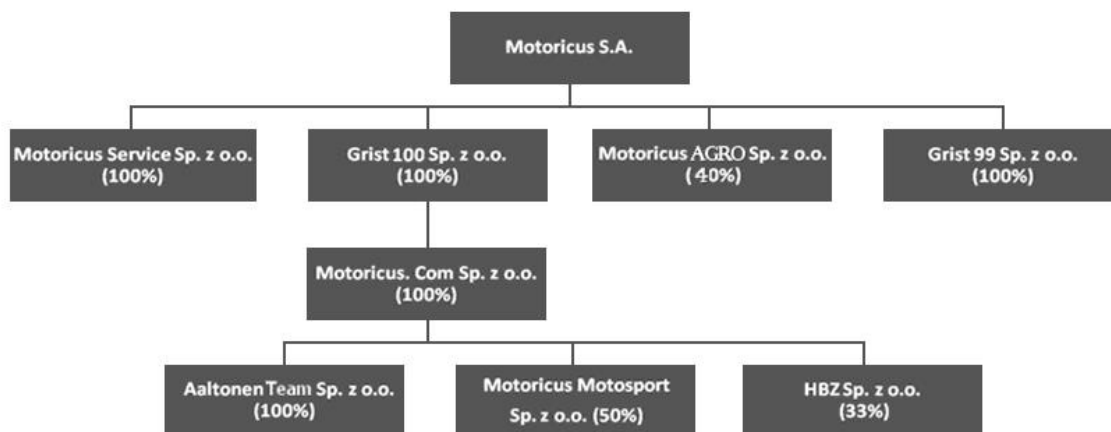 Motoricus S.A.
Motoricus Service Sp. z o.o.
(100%)
Grist 100 Sp. z o.o.
(100%)
Motoricus AGRO Sp. z o.o.
( 40%)
Grist 99 Sp. z o.o.
(100%)
Motoricus. Com Sp. z o.o.
(100%)
Aaltonen Team Sp. z o.o.
(100%)
Motoricus Motosport
Sp. z o.o. (50%)
HBZ Sp. z o.o.
(33%)